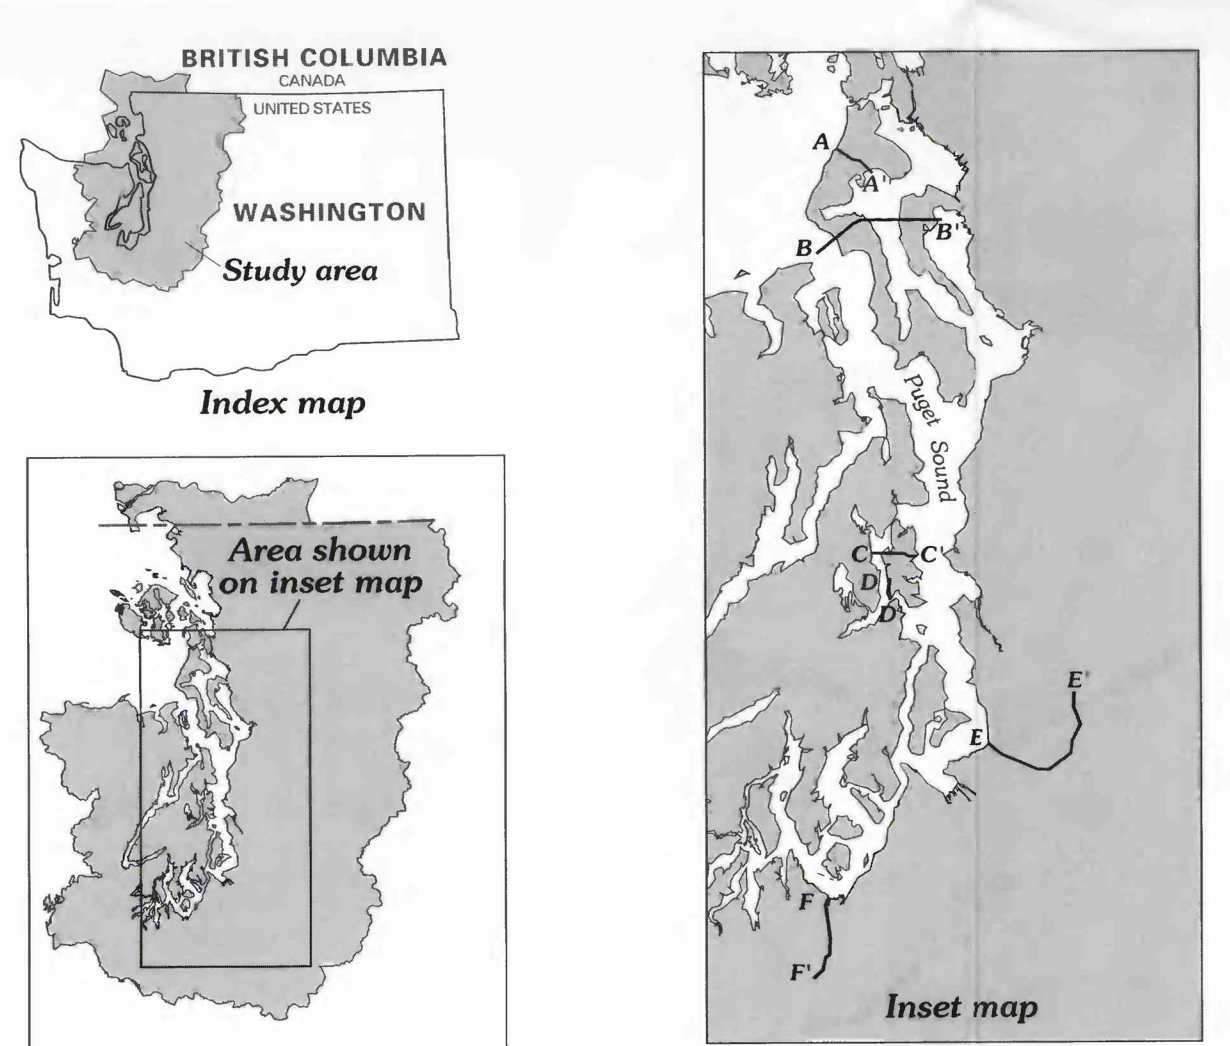 BRITISH COLUMBIA
CANADA
UNITED STATES
WASHINGTON
Study area
Index map
Area shown
on inset map
A
A'
B
B'
Puget Sound
C
C'
D
D'
E
E'
F
F'
Inset map